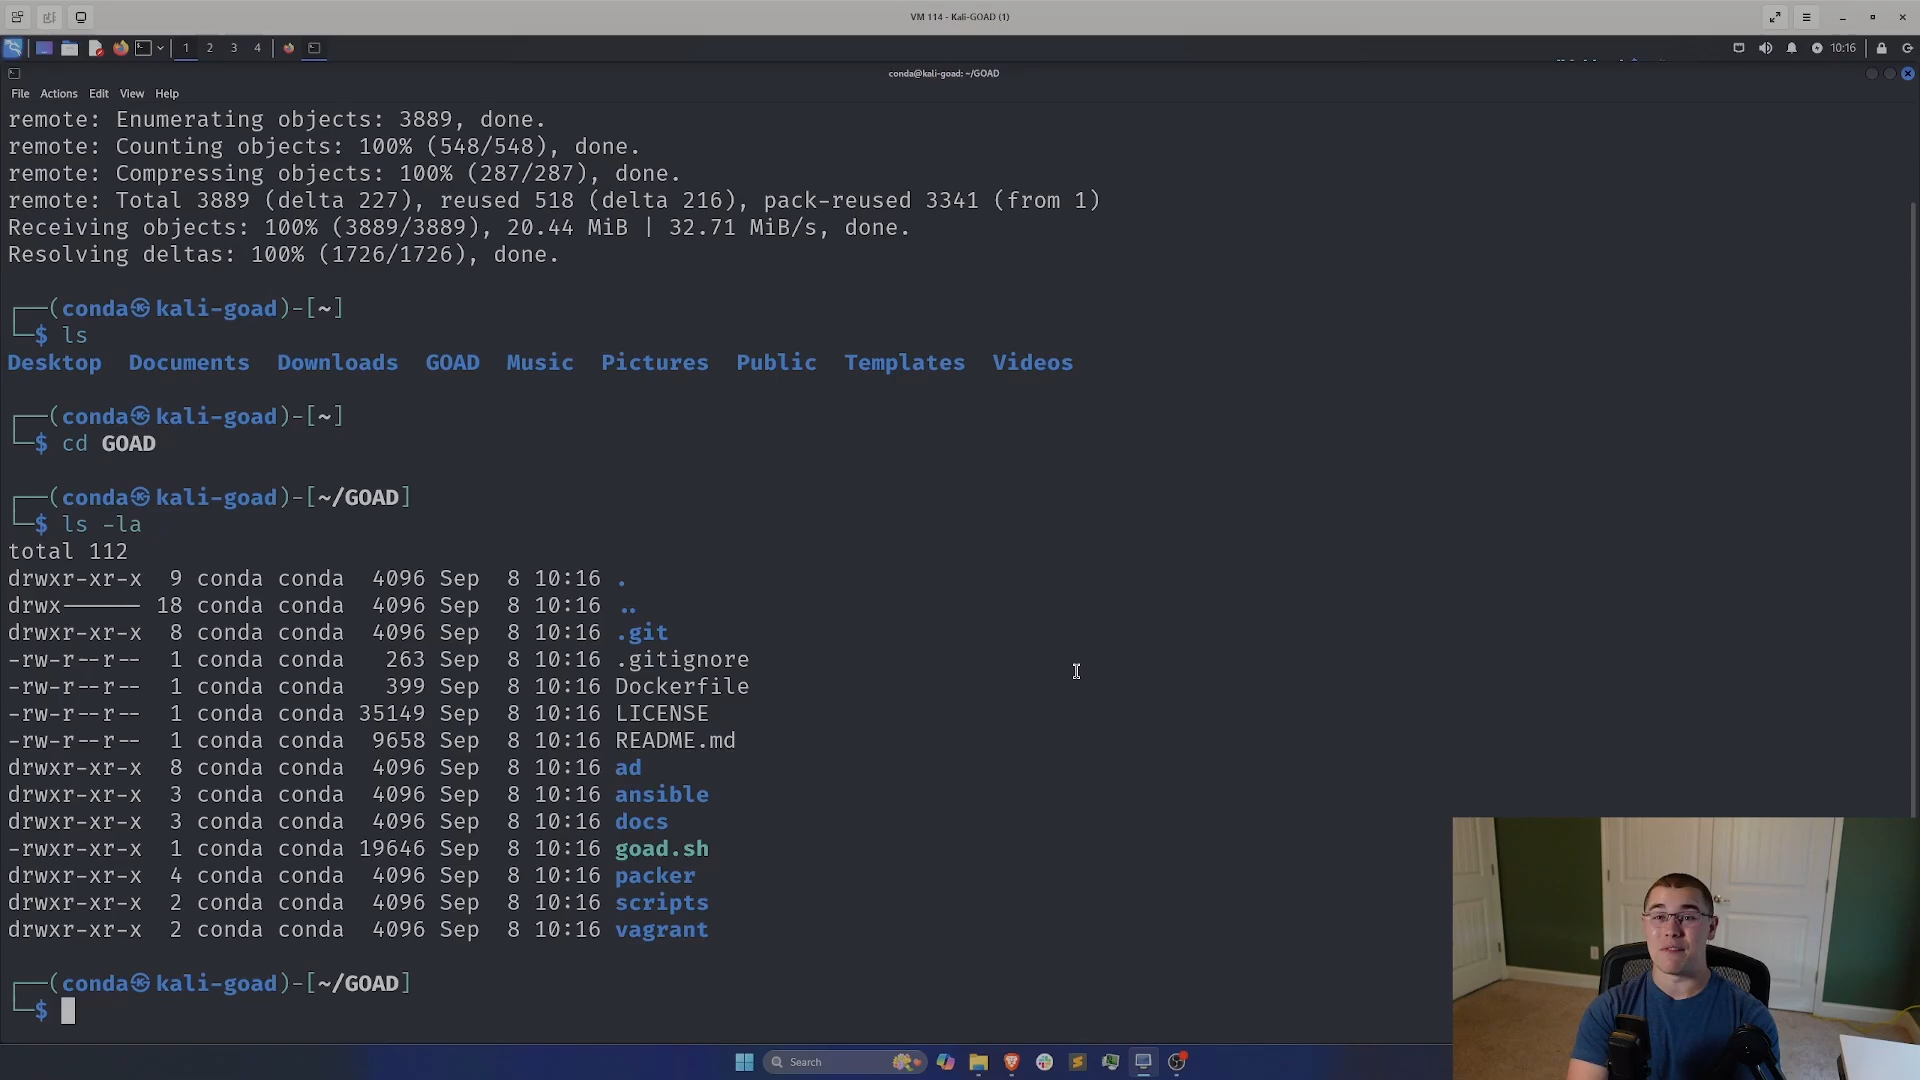 VM 114 - Kali-GOAD (1)
1 2 3 4
10:16
conda@kali-goad: ~/GOAD
File Actions Edit View Help
remote: Enumerating objects: 3889, done.
remote: Counting objects: 100% (548/548), done.
remote: Compressing objects: 100% (287/287), done.
remote: Total 3889 (delta 227), reused 518 (delta 216), pack-reused 3341 (from 1)
Receiving objects: 100% (3889/3889), 20.44 MiB | 32.71 MiB/s, done.
Resolving deltas: 100% (1726/1726), done.
┌──(conda㉿kali-goad)-[~]
└─$ ls
Desktop Documents Downloads GOAD Music Pictures Public Templates Videos
┌──(conda㉿kali-goad)-[~]
└─$ cd GOAD
┌──(conda㉿kali-goad)-[~/GOAD]
└─$ ls -la
total 112
drwxr-xr-x 9 conda conda 4096 Sep 8 10:16 .
drwx------ 18 conda conda 4096 Sep 8 10:16 ..
drwxr-xr-x 8 conda conda 4096 Sep 8 10:16 .git
-rw-r--r-- 1 conda conda 263 Sep 8 10:16 .gitignore
-rw-r--r-- 1 conda conda 399 Sep 8 10:16 Dockerfile
-rw-r--r-- 1 conda conda 35149 Sep 8 10:16 LICENSE
-rw-r--r-- 1 conda conda 9658 Sep 8 10:16 README.md
drwxr-xr-x 8 conda conda 4096 Sep 8 10:16 ad
drwxr-xr-x 3 conda conda 4096 Sep 8 10:16 ansible
drwxr-xr-x 3 conda conda 4096 Sep 8 10:16 docs
-rwxr-xr-x 1 conda conda 19646 Sep 8 10:16 goad.sh
drwxr-xr-x 4 conda conda 4096 Sep 8 10:16 packer
drwxr-xr-x 2 conda conda 4096 Sep 8 10:16 scripts
drwxr-xr-x 2 conda conda 4096 Sep 8 10:16 vagrant
┌──(conda㉿kali-goad)-[~/GOAD]
└─$
Search